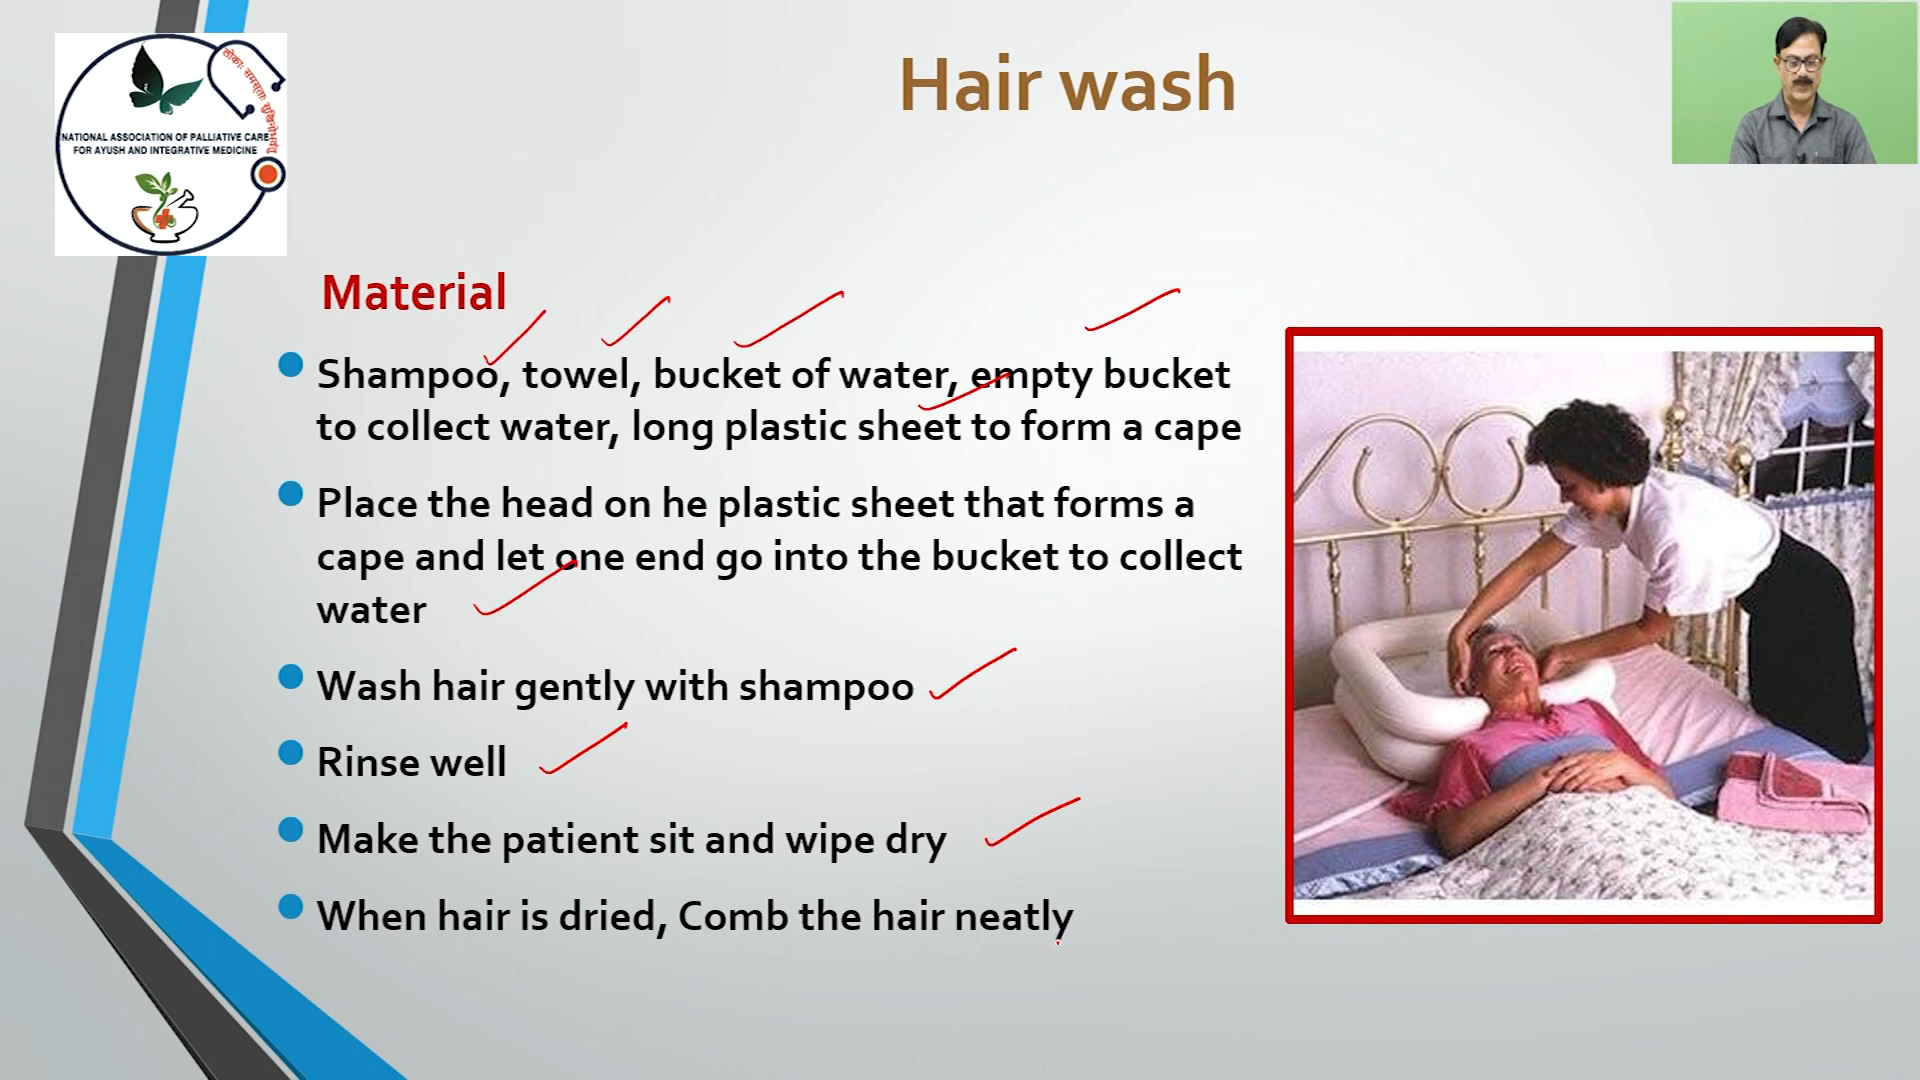 NATIONAL ASSOCIATION OF PALLIATIVE CARE
FOR AYUSH AND INTEGRATIVE MEDICINE
Hair wash
Material
Shampoo, towel, bucket of water, empty bucket
to collect water, long plastic sheet to form a cape
Place the head on he plastic sheet that forms a
cape and let one end go into the bucket to collect
water
Wash hair gently with shampoo
Rinse well
Make the patient sit and wipe dry
When hair is dried, Comb the hair neatly